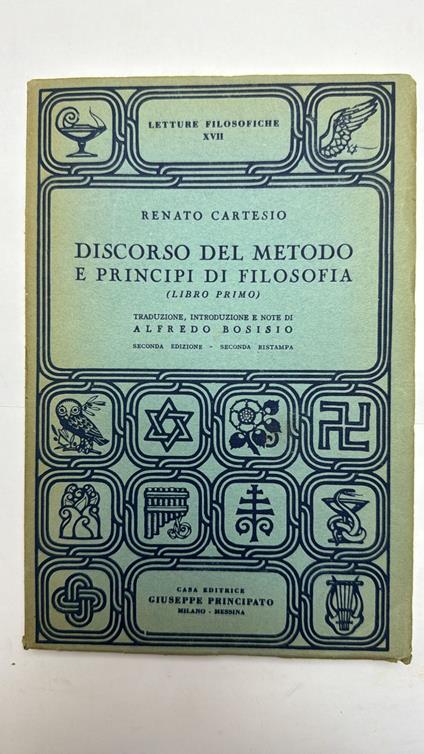 LETTURE FILOSOFICHE
XVII
RENATO CARTESIO
DISCORSO DEL METODO
E PRINCIPI DI FILOSOFIA
(LIBRO PRIMO)
TRADUZIONE, INTRODUZIONE E NOTE DI
ALFREDO BOSISIO
SECONDA EDIZIONE - SECONDA RISTAMPA
CASA EDITRICE
GIUSEPPE PRINCIPATO
MILANO - MESSINA